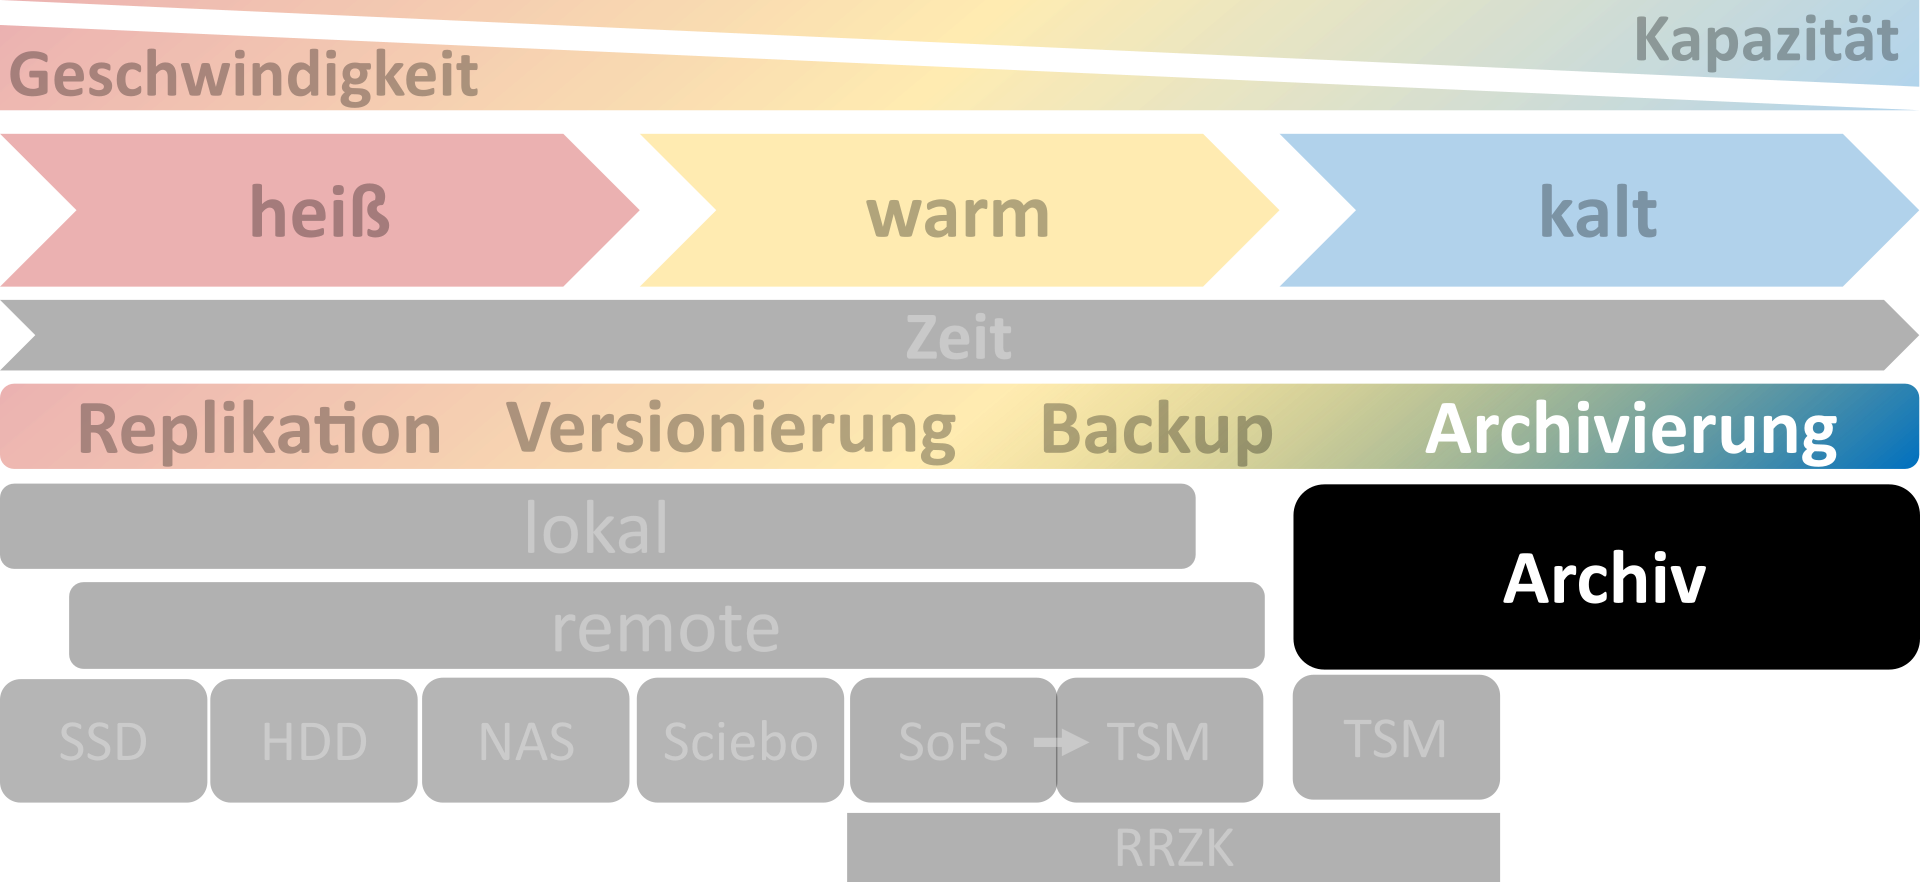 Geschwindigkeit
Kapazität
heiß
warm
kalt
Zeit
Replikation Versionierung Backup Archivierung
lokal
Archiv
remote
SSD
HDD
NAS
Sciebo
SoFS
TSM
TSM
RRZK